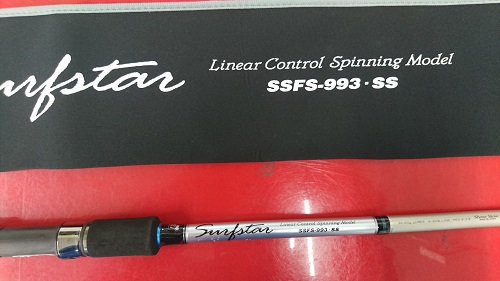 urfstar
Linear Control Spinning Model
SSFS-993·SS
Surfstar
Linear Control Spinning Model
SSFS-993 SS